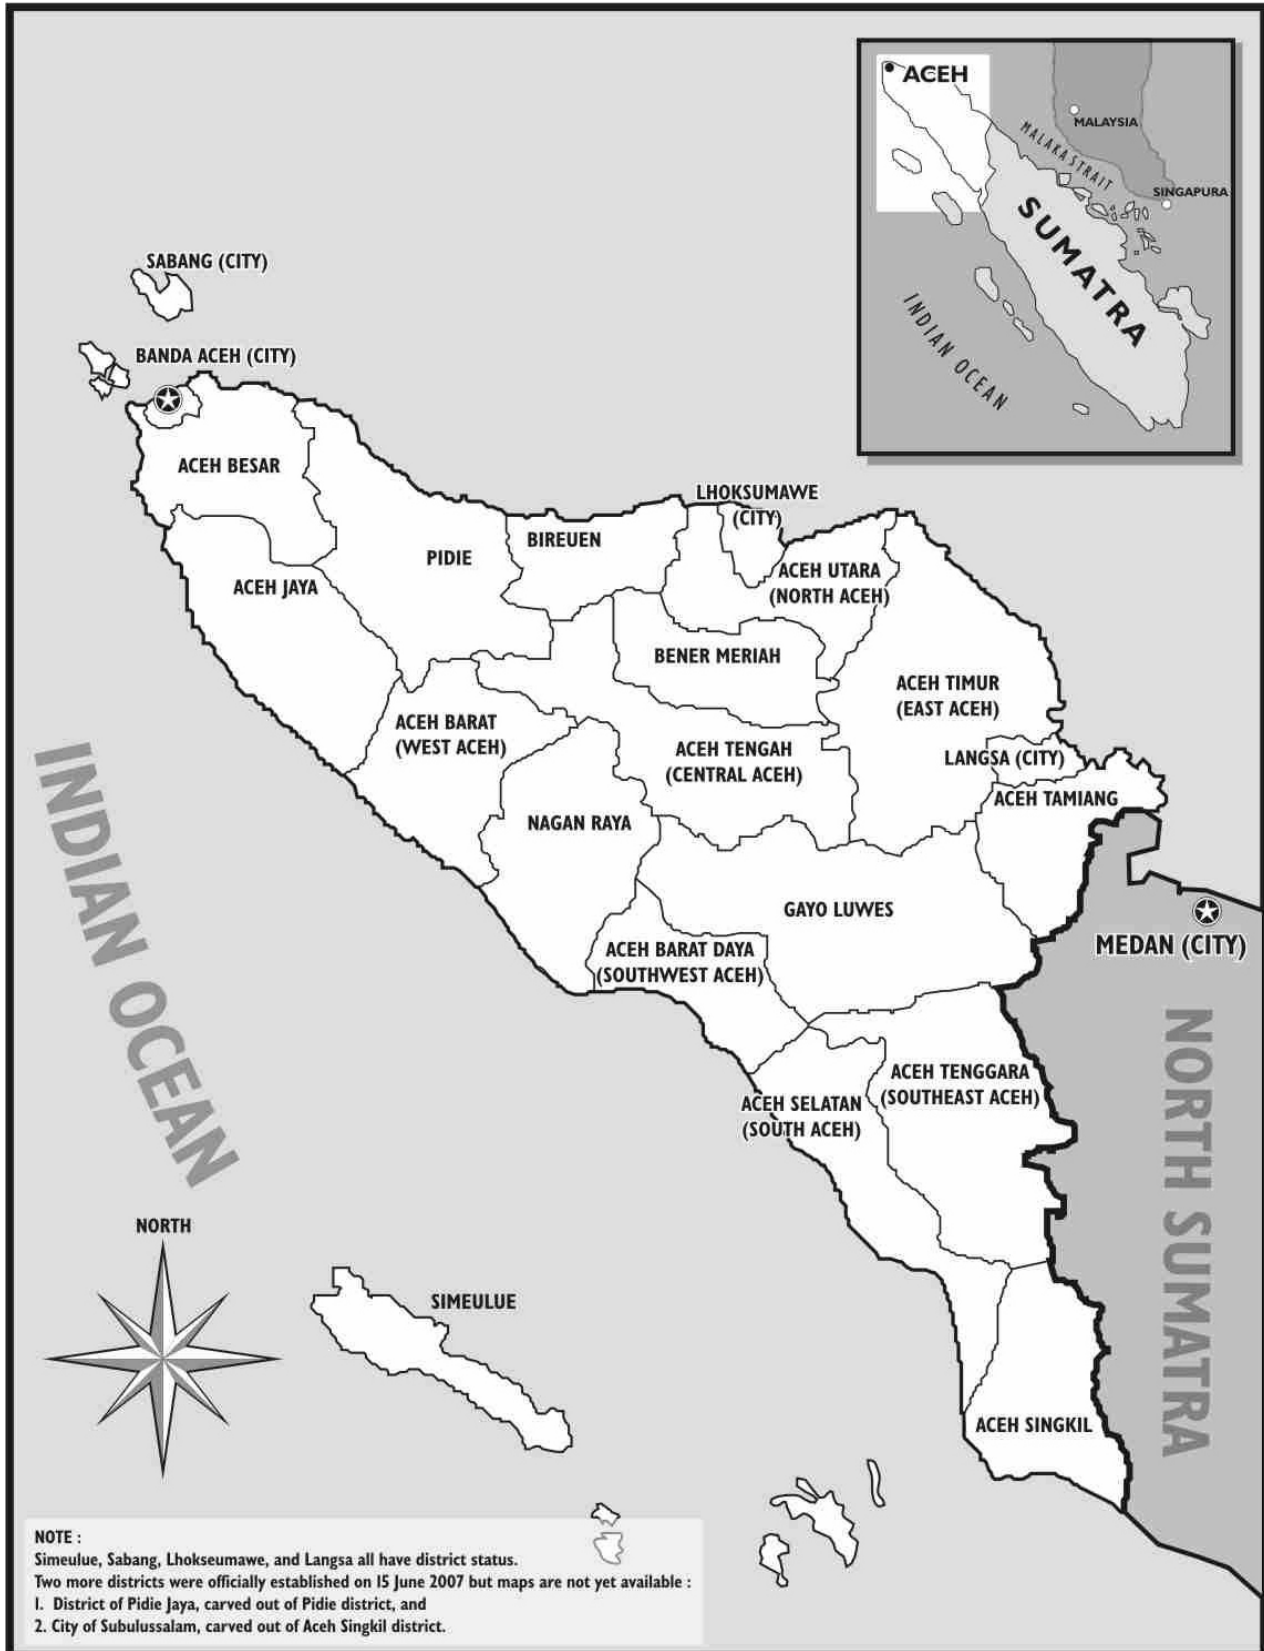 ACEH
MALAYSIA
MALAKA STRAIT
SINGAPURA
SUMATRA
INDIAN OCEAN
SABANG (CITY)
BANDA ACEH (CITY)
ACEH BESAR
LHOKSUMAWE
(CITY)
BIREUEN
PIDIE
ACEH UTARA
(NORTH ACEH)
ACEH JAYA
BENER MERIAH
ACEH TIMUR
(EAST ACEH)
ACEH BARAT
(WEST ACEH)
ACEH TENGAH
(CENTRAL ACEH)
LANGSA (CITY)
ACEH TAMIANG
NAGAN RAYA
GAYO LUWES
MEDAN (CITY)
ACEH BARAT DAYA
(SOUTHWEST ACEH)
INDIAN OCEAN
ACEH TENGGARA
(SOUTHEAST ACEH)
ACEH SELATAN
(SOUTH ACEH)
NORTH SUMATRA
NORTH
SIMEULUE
ACEH SINGKIL
NOTE :
Simeulue, Sabang, Lhokseumawe, and Langsa all have district status.
Two more districts were officially established on 15 June 2007 but maps are not yet available :
1. District of Pidie Jaya, carved out of Pidie district, and
2. City of Subulussalam, carved out of Aceh Singkil district.